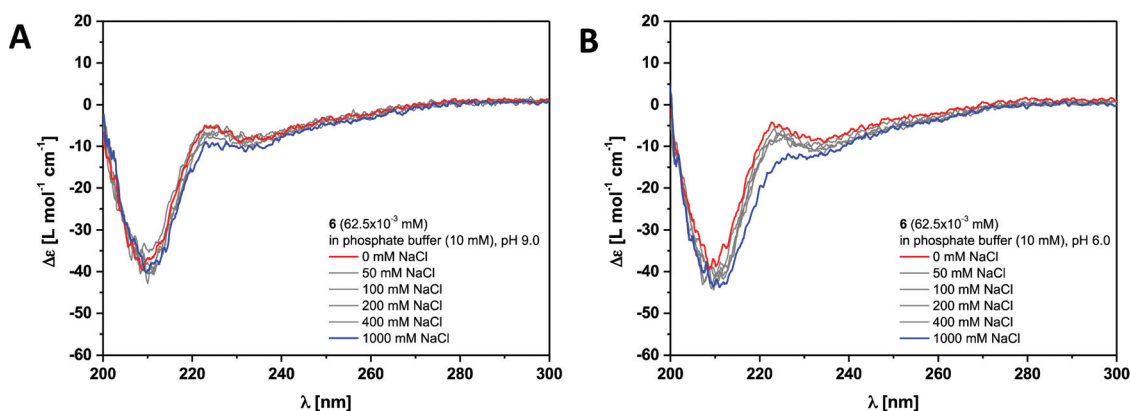 A
20
10
0
-10
-20
-30
-40
-50
-60
Δε [L mol⁻¹ cm⁻¹]
6 (62.5x10⁻³ mM)
in phosphate buffer (10 mM), pH 9.0
0 mM NaCl
50 mM NaCl
100 mM NaCl
200 mM NaCl
400 mM NaCl
1000 mM NaCl
200 220 240 260 280 300
λ [nm]
B
20
10
0
-10
-20
-30
-40
-50
-60
Δε [L mol⁻¹ cm⁻¹]
6 (62.5x10⁻³ mM)
in phosphate buffer (10 mM), pH 6.0
0 mM NaCl
50 mM NaCl
100 mM NaCl
200 mM NaCl
400 mM NaCl
1000 mM NaCl
200 220 240 260 280 300
λ [nm]